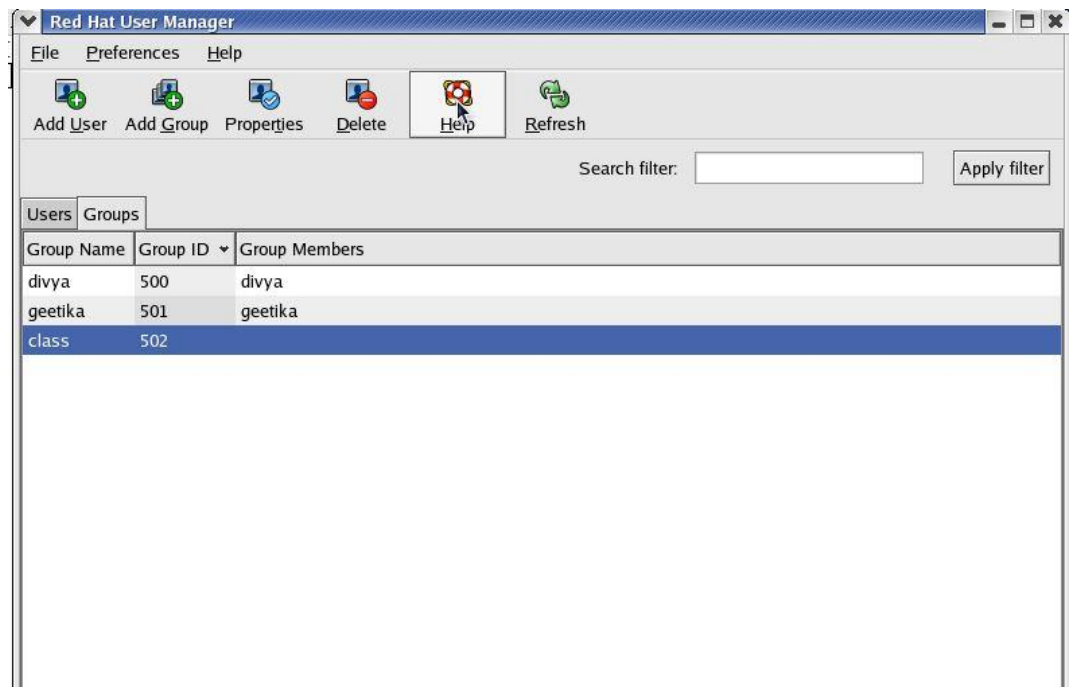 Red Hat User Manager
File Preferences Help
Add User Add Group Properties Delete Help Refresh
Search filter: Apply filter
Users Groups
Group Name Group ID Group Members
divya 500 divya
geetika 501 geetika
class 502